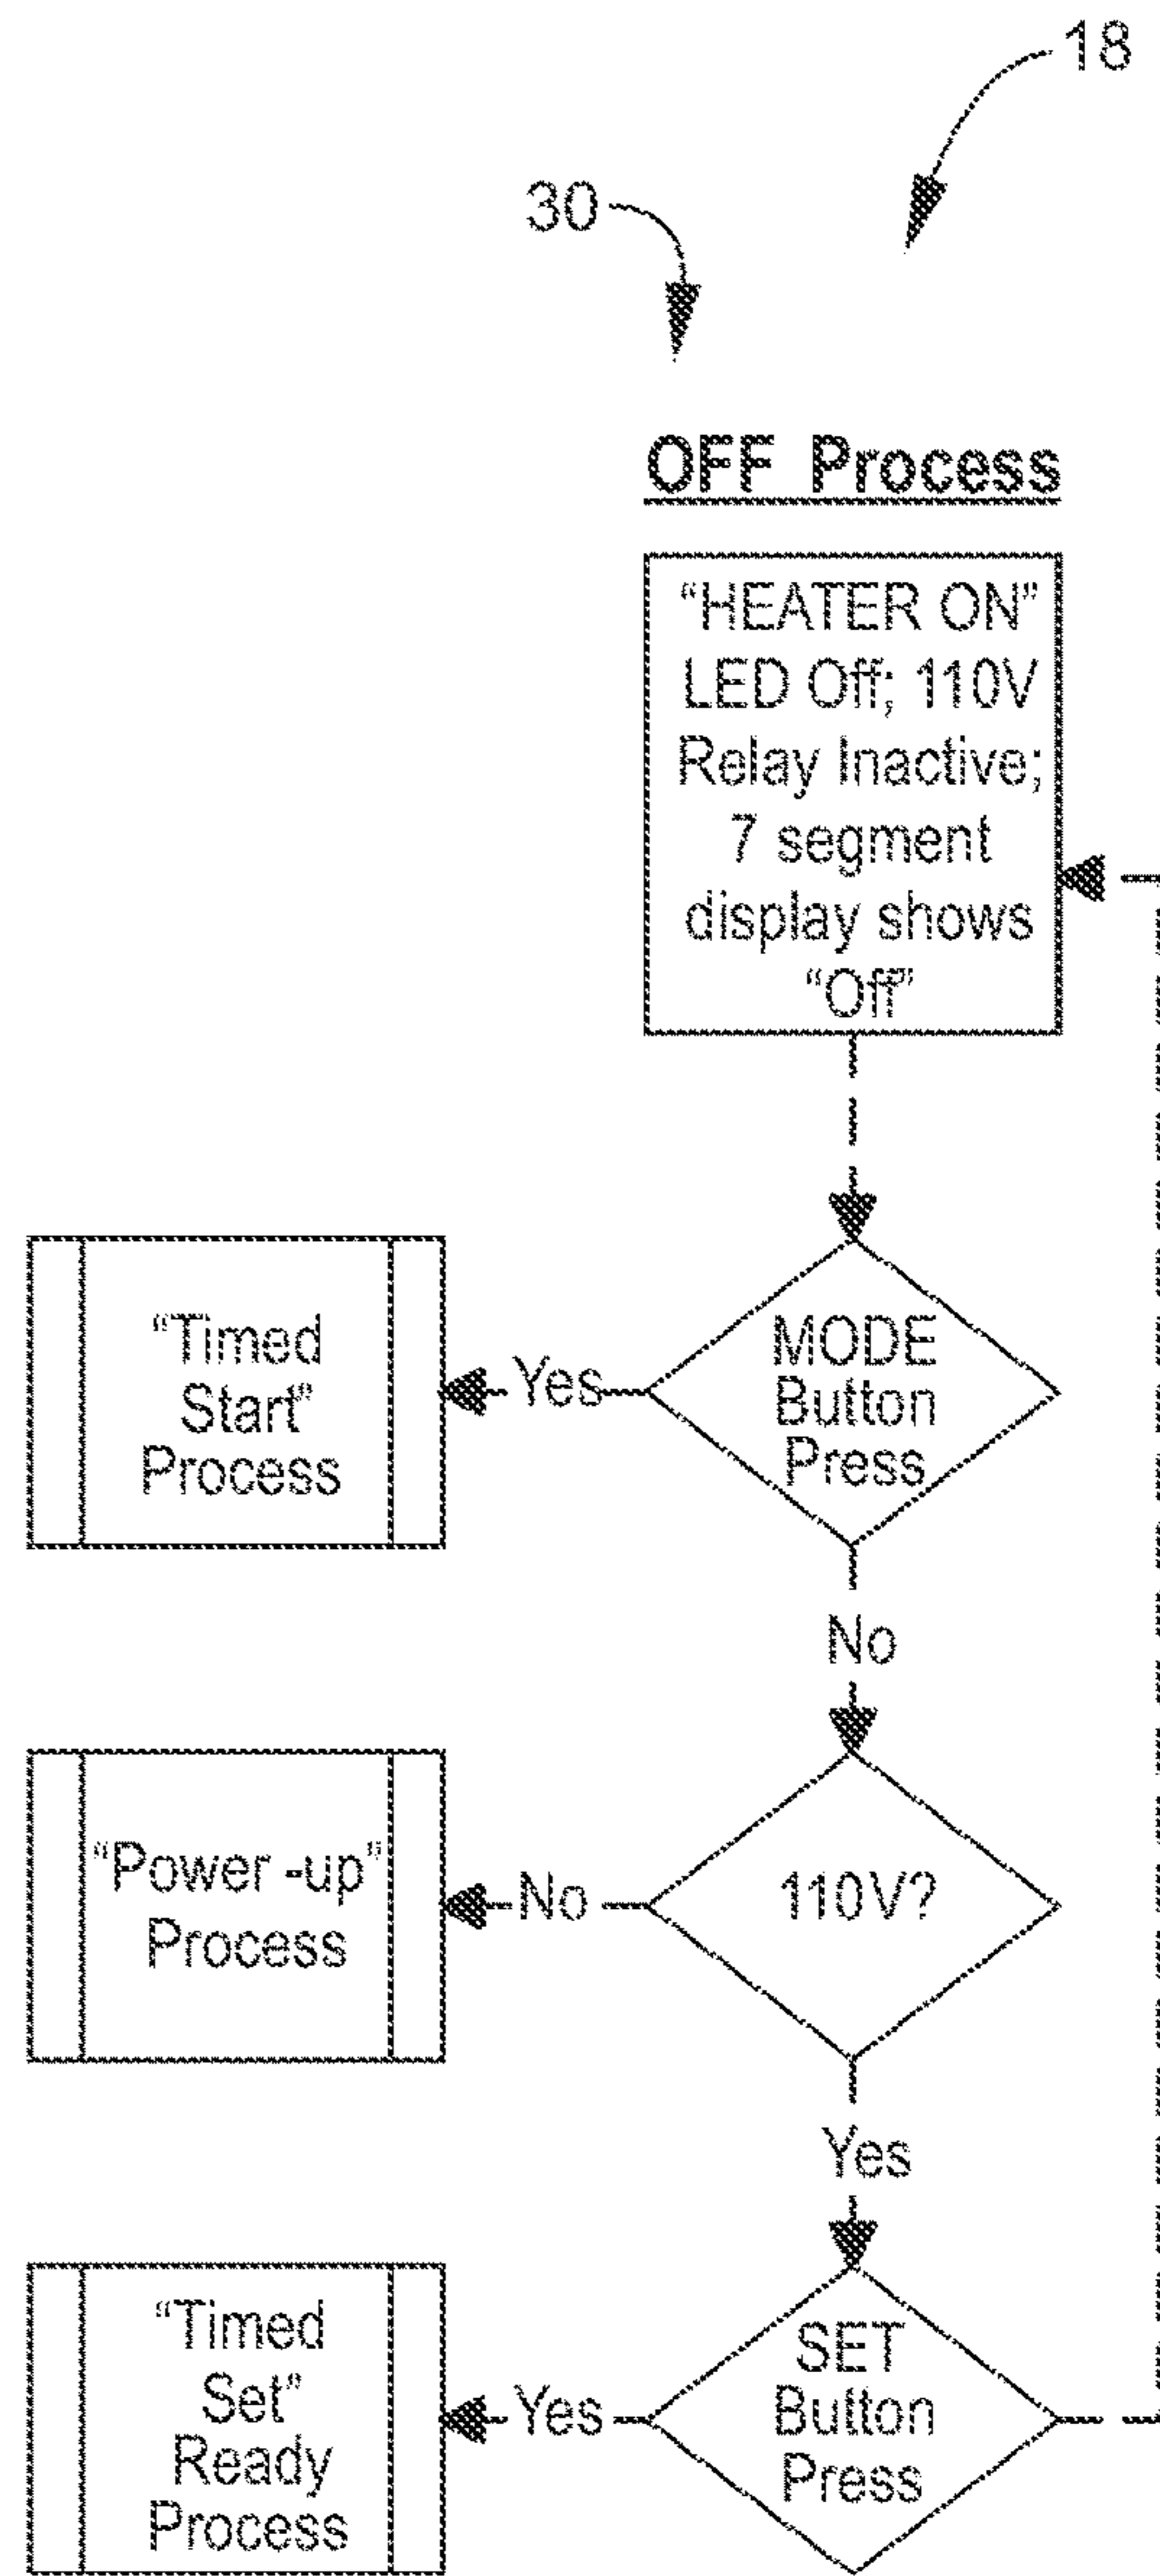 18
30
OFF Process
“HEATER ON”
LED Off; 110V
Relay Inactive;
7 segment
display shows
“Off”
“Timed
Start”
Process
Yes
MODE
Button
Press
No
“Power -up”
Process
No
110V?
Yes
“Timed
Set”
Ready
Process
Yes
SET
Button
Press